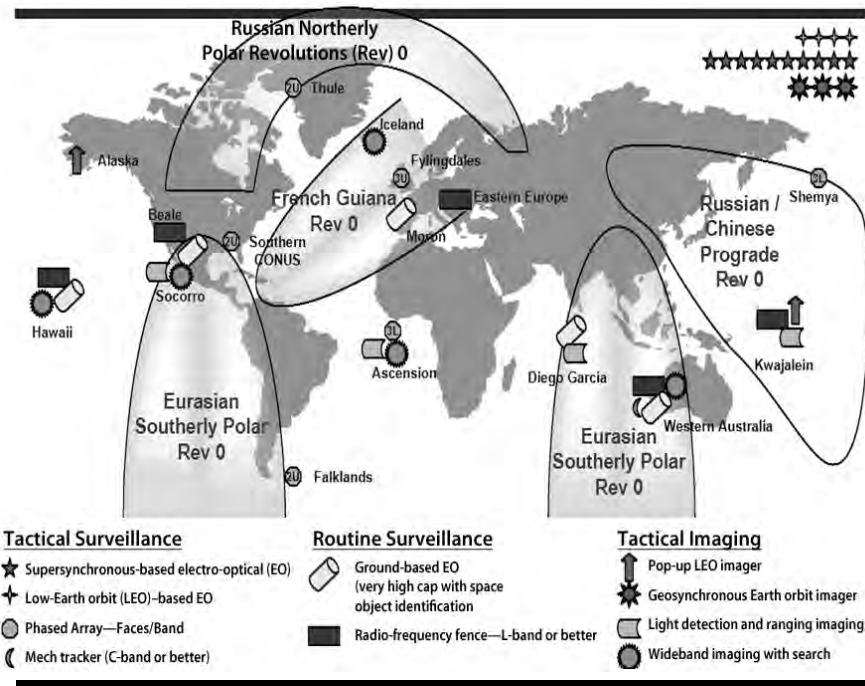 Russian Northerly
Polar Revolutions (Rev) 0
2U Thule
Iceland
Alaska
Fylingdales
3U
3L
Shemya
French Guiana
Rev 0
Eastern Europe
Russian /
Chinese
Prograde
Rev 0
Beale
2U Southern
CONUS
Moron
Socorro
Hawaii
3L
Ascension
Diego Garcia
Kwajalein
Western Australia
Eurasian
Southerly Polar
Rev 0
Eurasian
Southerly Polar
Rev 0
2U Falklands
Tactical Surveillance
Supersynchronous-based electro-optical (EO)
Low-Earth orbit (LEO)–based EO
Phased Array—Faces/Band
Mech tracker (C-band or better)
Routine Surveillance
Ground-based EO
(very high cap with space
object identification
Radio-frequency fence—L-band or better
Tactical Imaging
Pop-up LEO imager
Geosynchronous Earth orbit imager
Light detection and ranging imaging
Wideband imaging with search